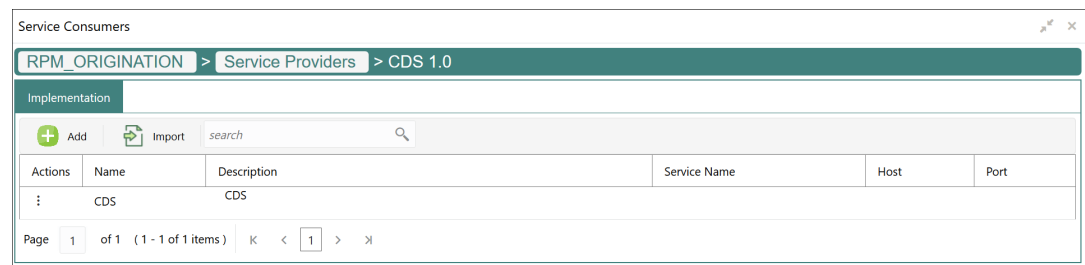 Service Consumers
RPM_ORIGINATION > Service Providers > CDS 1.0
Implementation
Add Import search
Actions Name Description Service Name Host Port
CDS CDS
Page 1 of 1 ( 1 - 1 of 1 items ) 1